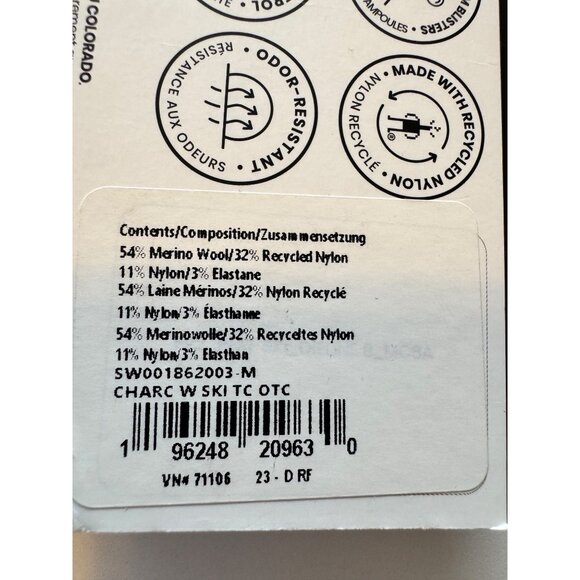 N COLORADO.
ROL
AMPOULES •
M BLISTERS
ODOR-RESISTANT •
RÉSISTANCE AUX ODEURS •
MADE WITH RECYCLED NYLON •
NYLON RECYCLÉ •
Contents/Composition/Zusammensetzung
54% Merino Wool/32% Recycled Nylon
11% Nylon/3% Elastane
54% Laine Mérinos/32% Nylon Recyclé
11% Nylon/3% Élasthanne
54% Merinowolle/32% Recyceltes Nylon
11% Nylon/3% Elasthan
SW001862003-M
CHARC W SKI TC OTC
1 96248 20963 0
VN# 71106 23 - D RF